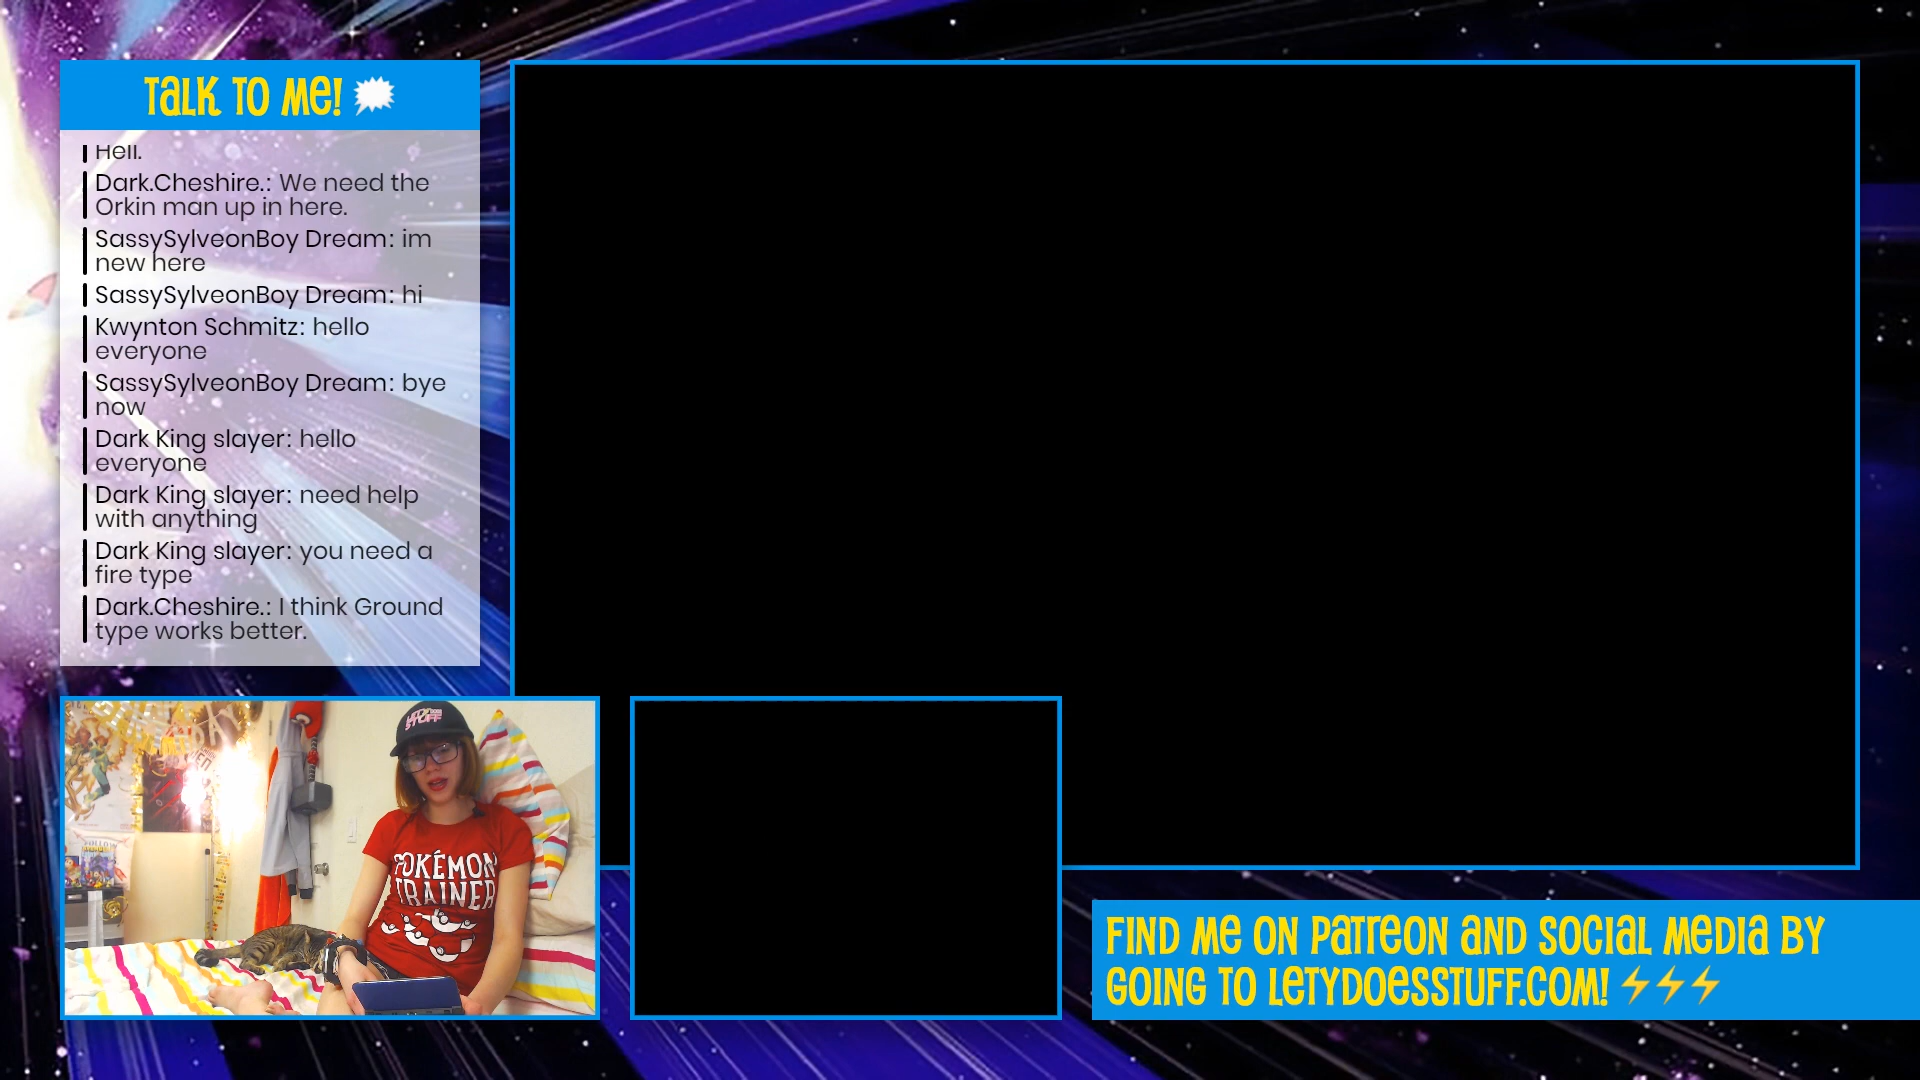 TALK TO ME!
Hell.
Dark.Cheshire.: We need the
Orkin man up in here.
SassySylveonBoy Dream: im
new here
SassySylveonBoy Dream: hi
Kwynton Schmitz: hello
everyone
SassySylveonBoy Dream: bye
now
Dark King slayer: hello
everyone
Dark King slayer: need help
with anything
Dark King slayer: you need a
fire type
Dark.Cheshire.: I think Ground
type works better.
STUFF
POKÉMON
TRAINER
FIND ME ON PATREON AND SOCIAL MEDIA BY
GOING TO LETYDOESSTUFF.COM! ⚡⚡⚡